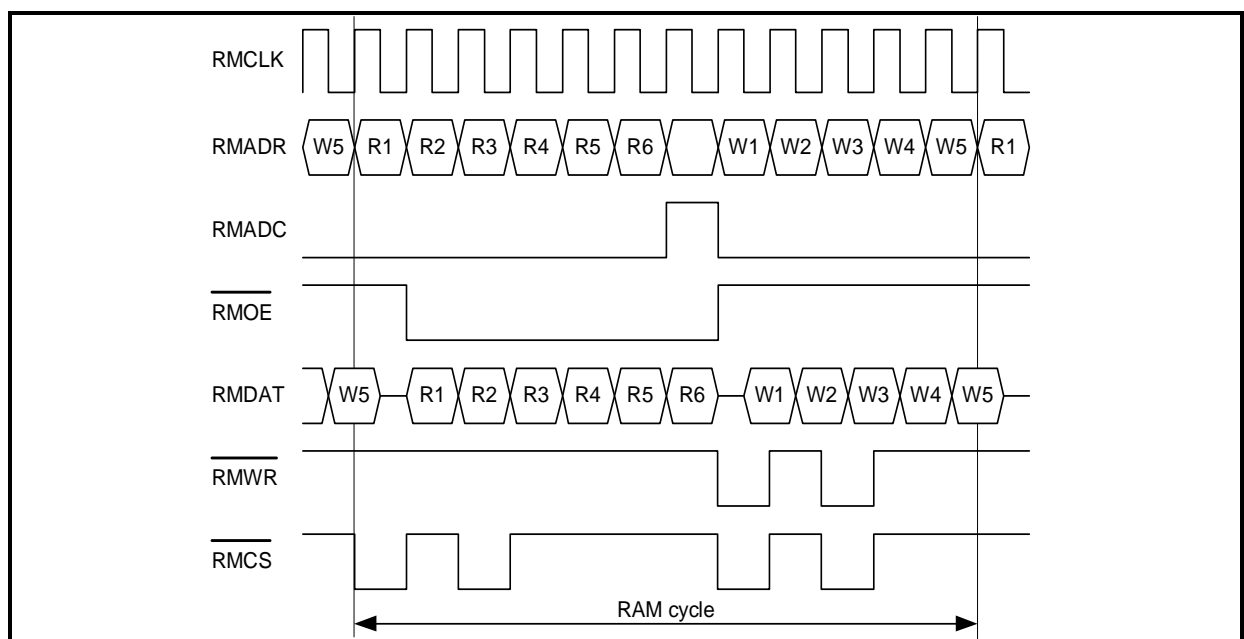 RMCLK
RMADR W5 R1 R2 R3 R4 R5 R6 W1 W2 W3 W4 W5 R1
RMADC
RMOE
RMDAT W5 R1 R2 R3 R4 R5 R6 W1 W2 W3 W4 W5
RMWR
RMCS
RAM cycle